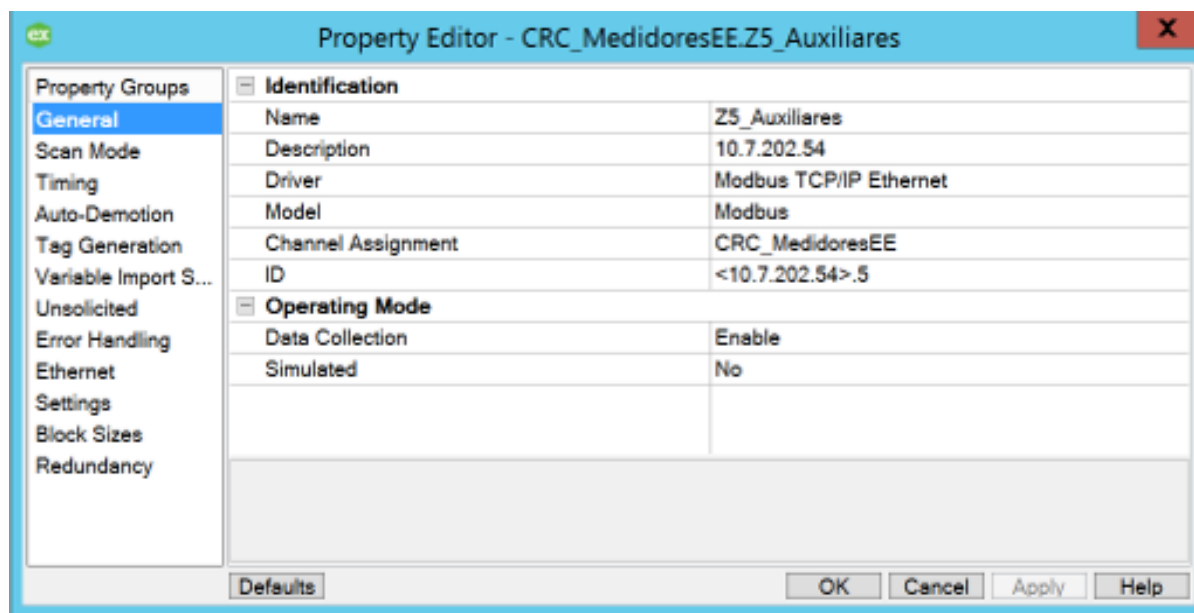 ex
Property Editor - CRC_MedidoresEE.Z5_Auxiliares
X
Property Groups
General
Scan Mode
Timing
Auto-Demotion
Tag Generation
Variable Import S...
Unsolicited
Error Handling
Ethernet
Settings
Block Sizes
Redundancy
Identification
Name Z5_Auxiliares
Description 10.7.202.54
Driver Modbus TCP/IP Ethernet
Model Modbus
Channel Assignment CRC_MedidoresEE
ID <10.7.202.54>.5
Operating Mode
Data Collection Enable
Simulated No
Defaults OK Cancel Apply Help